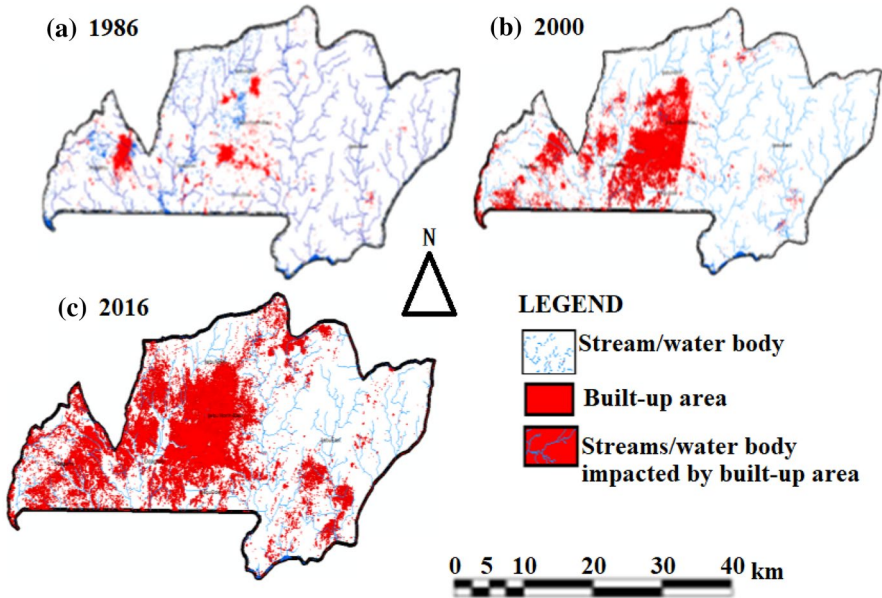 (a) 1986
(b) 2000
(c) 2016
N
LEGEND
Stream/water body
Built-up area
Streams/water body
impacted by built-up area
0 5 10 20 30 40 km